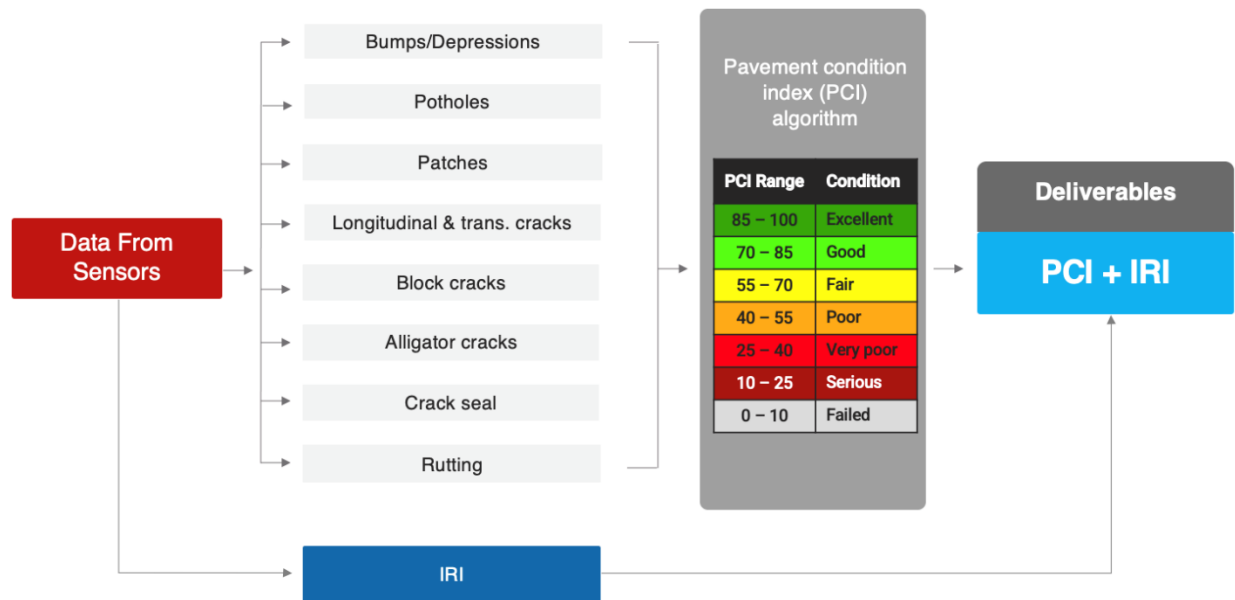 Data From
Sensors
Bumps/Depressions
Potholes
Patches
Longitudinal & trans. cracks
Block cracks
Alligator cracks
Crack seal
Rutting
IRI
Pavement condition
index (PCI)
algorithm
PCI Range Condition
85 – 100 Excellent
70 – 85 Good
55 – 70 Fair
40 – 55 Poor
25 – 40 Very poor
10 – 25 Serious
0 – 10 Failed
Deliverables
PCI + IRI